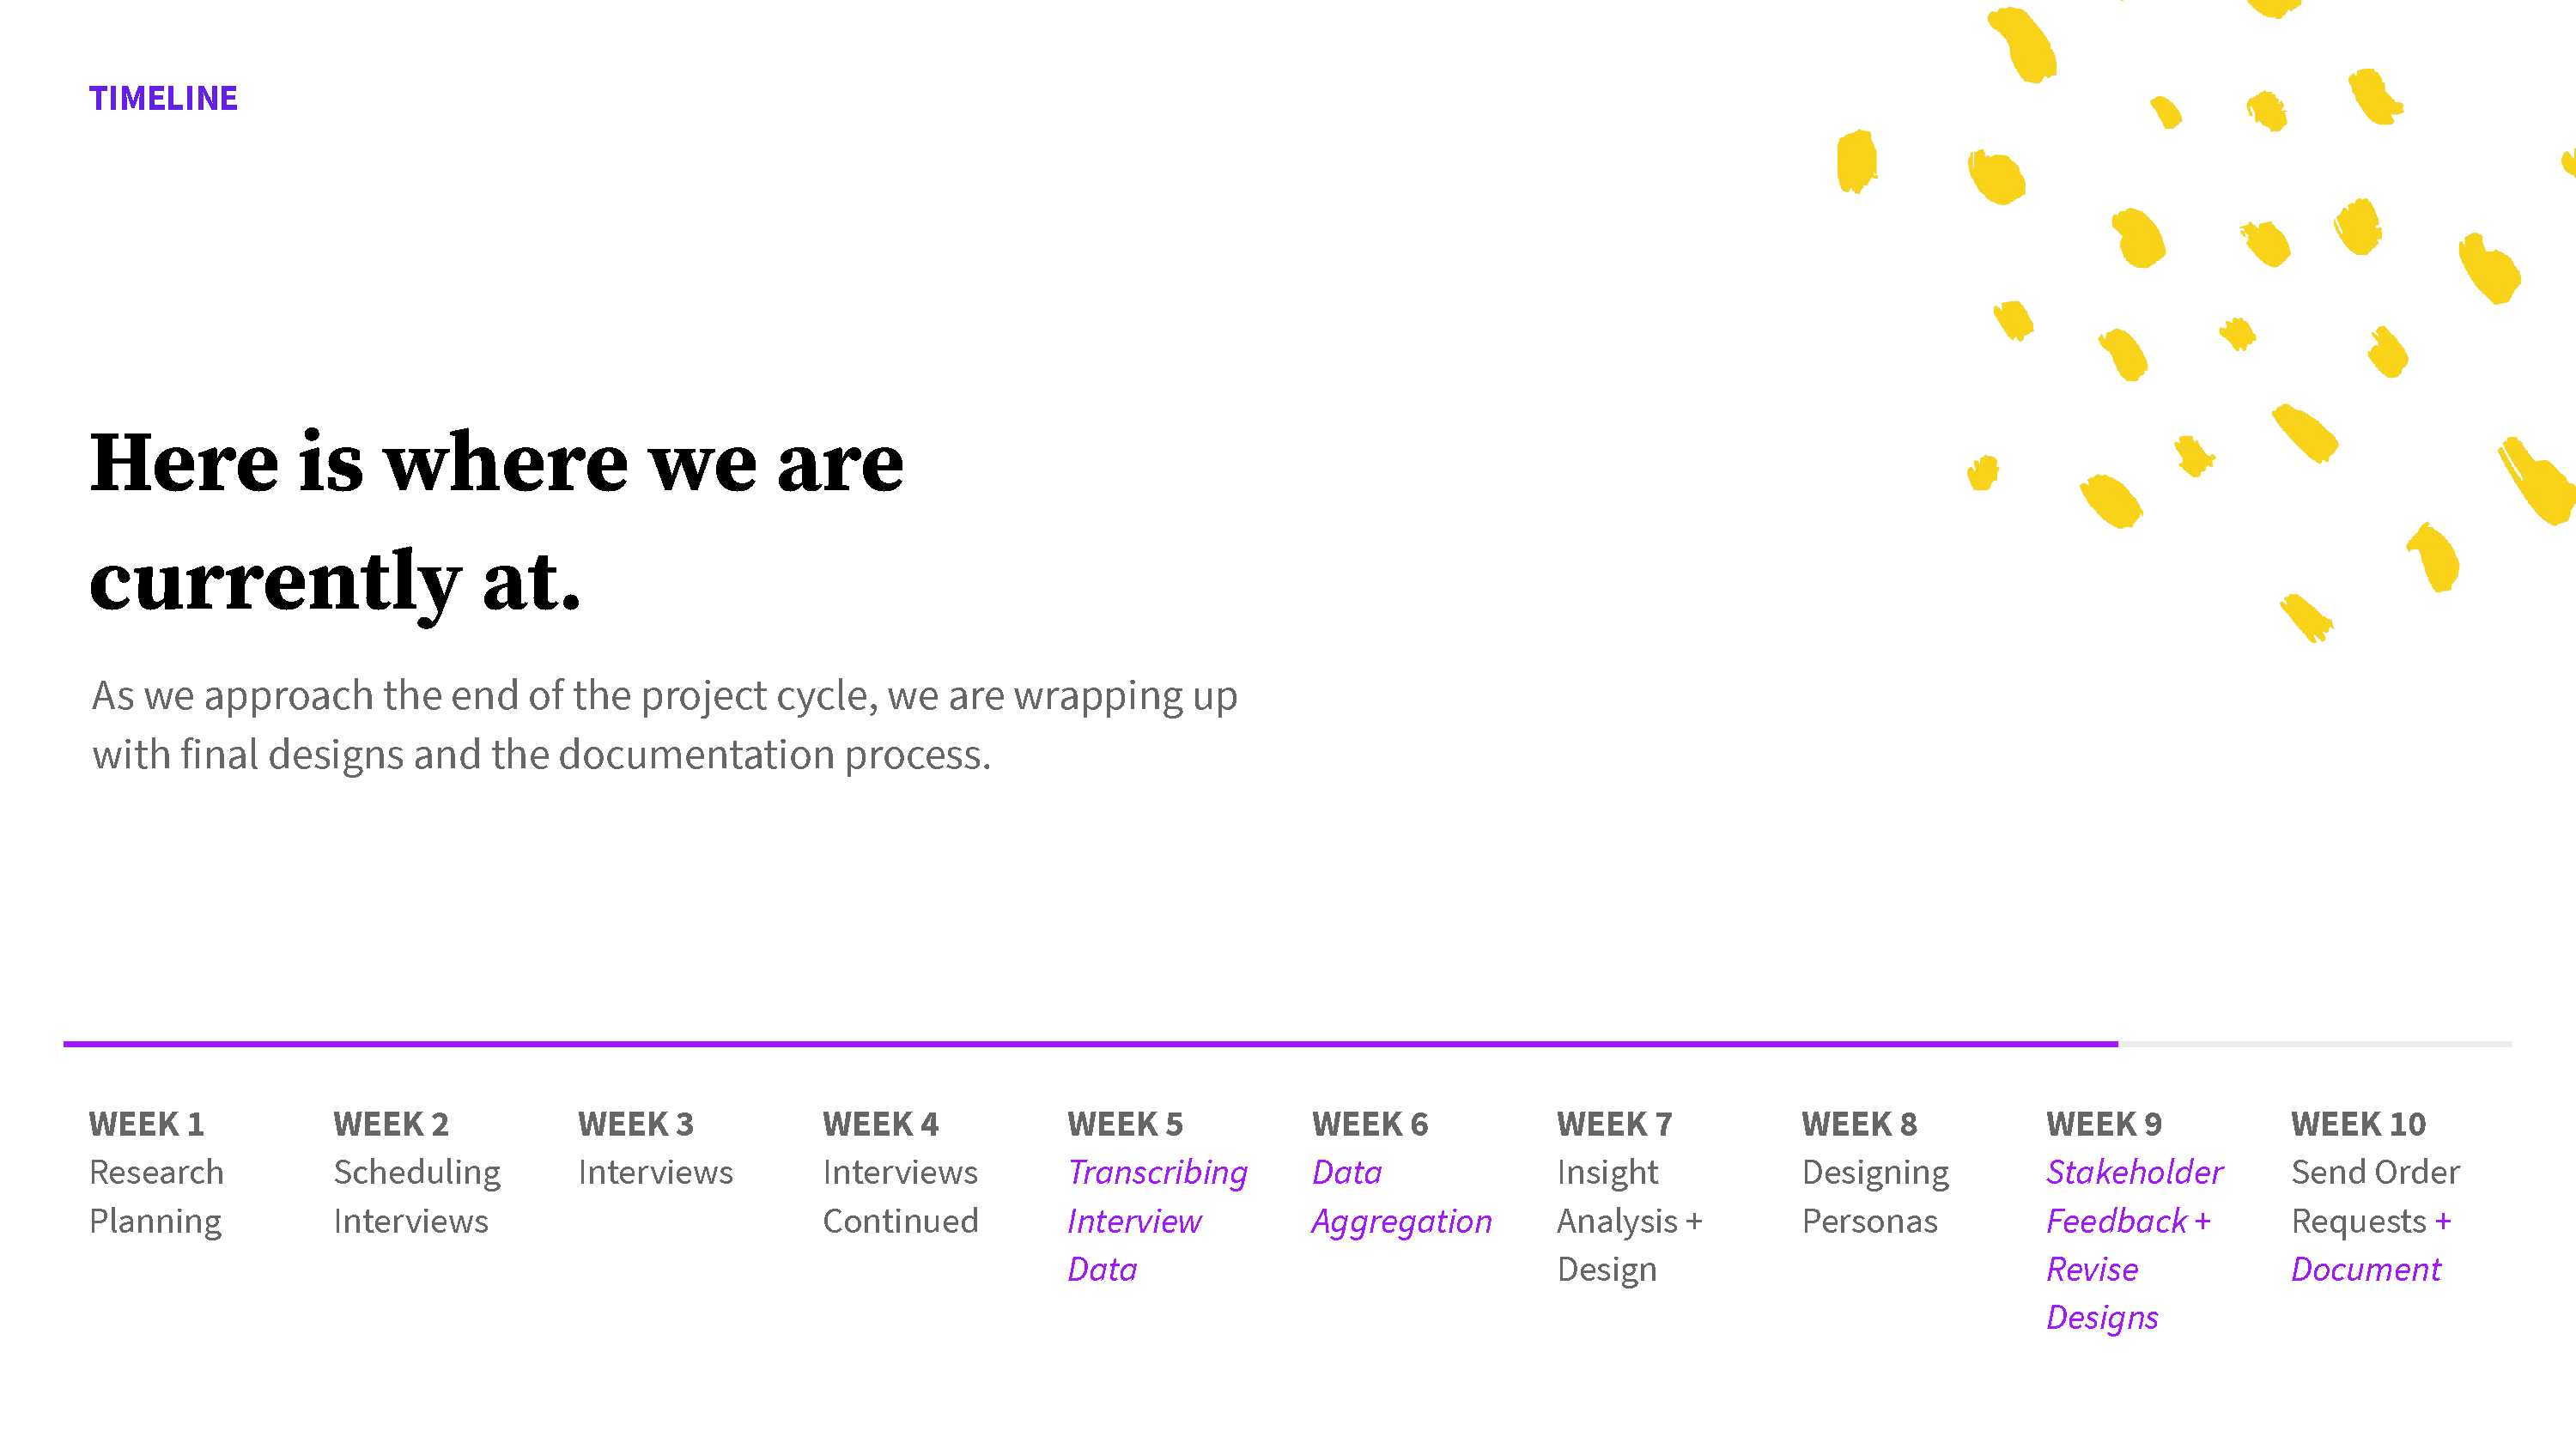 TIMELINE
Here is where we are
currently at.
As we approach the end of the project cycle, we are wrapping up
with final designs and the documentation process.
WEEK 1
Research
Planning
WEEK 2
Scheduling
Interviews
WEEK 3
Interviews
WEEK 4
Interviews
Continued
WEEK 5
Transcribing
Interview
Data
WEEK 6
Data
Aggregation
WEEK 7
Insight
Analysis +
Design
WEEK 8
Designing
Personas
WEEK 9
Stakeholder
Feedback +
Revise
Designs
WEEK 10
Send Order
Requests +
Document